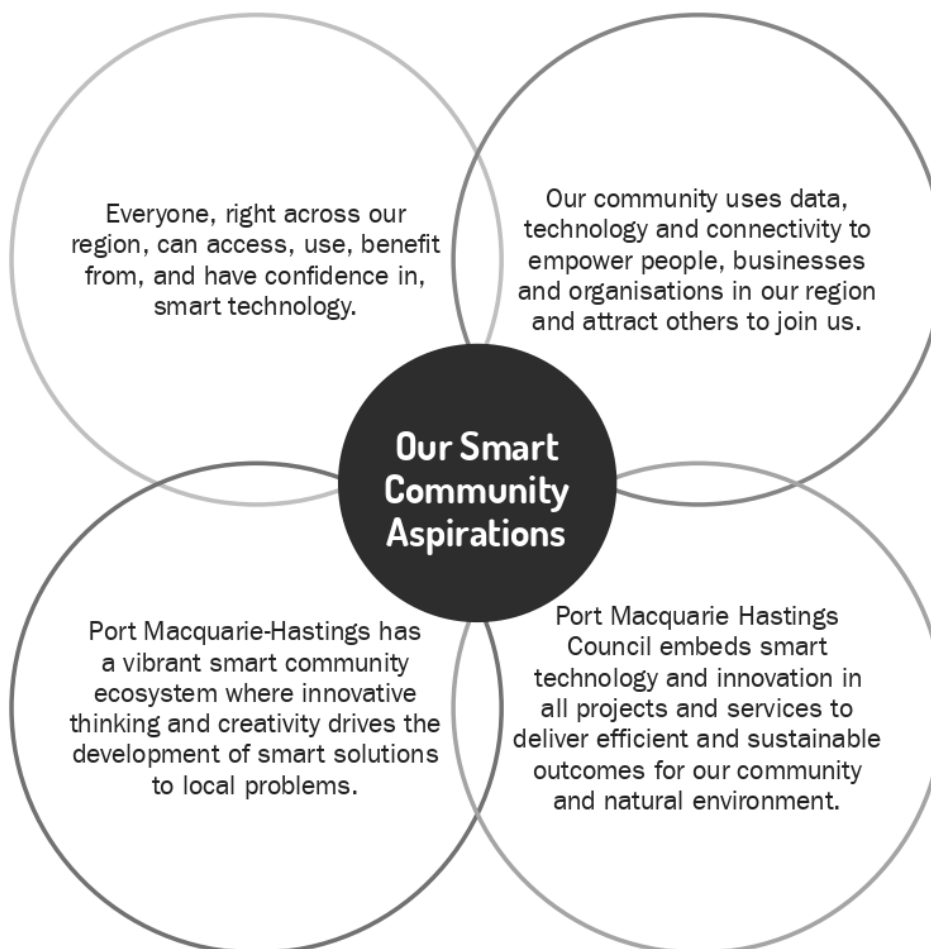 Everyone, right across our
region, can access, use, benefit
from, and have confidence in,
smart technology.
Our community uses data,
technology and connectivity to
empower people, businesses
and organisations in our region
and attract others to join us.
Our Smart
Community
Aspirations
Port Macquarie-Hastings has
a vibrant smart community
ecosystem where innovative
thinking and creativity drives the
development of smart solutions
to local problems.
Port Macquarie Hastings
Council embeds smart
technology and innovation in
all projects and services to
deliver efficient and sustainable
outcomes for our community
and natural environment.